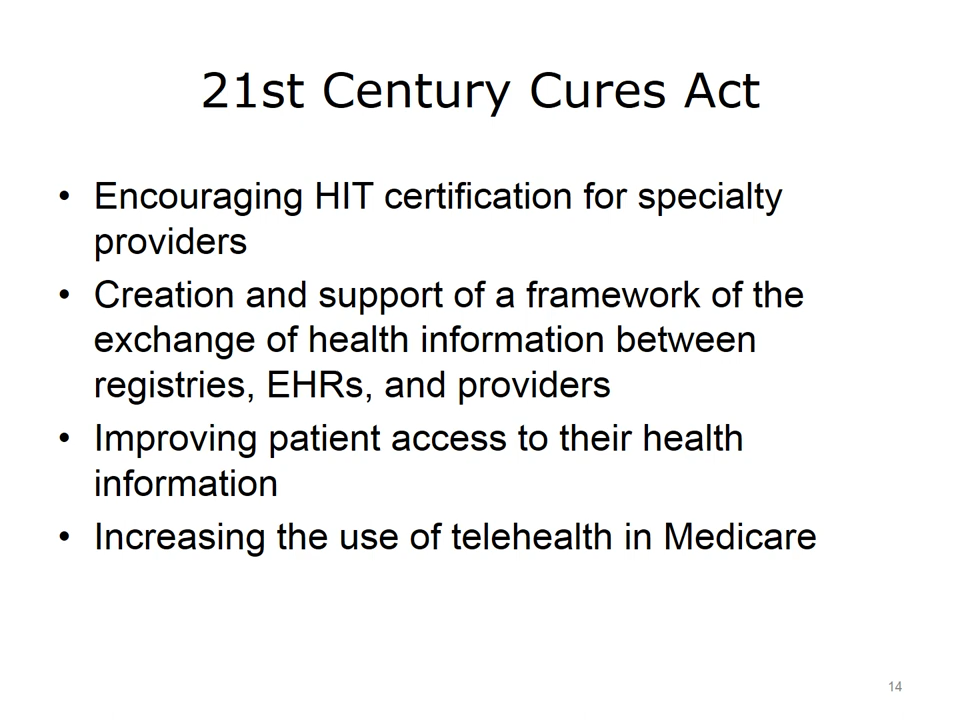 21st Century Cures Act
• Encouraging HIT certification for specialty
providers
• Creation and support of a framework of the
exchange of health information between
registries, EHRs, and providers
• Improving patient access to their health
information
• Increasing the use of telehealth in Medicare
14